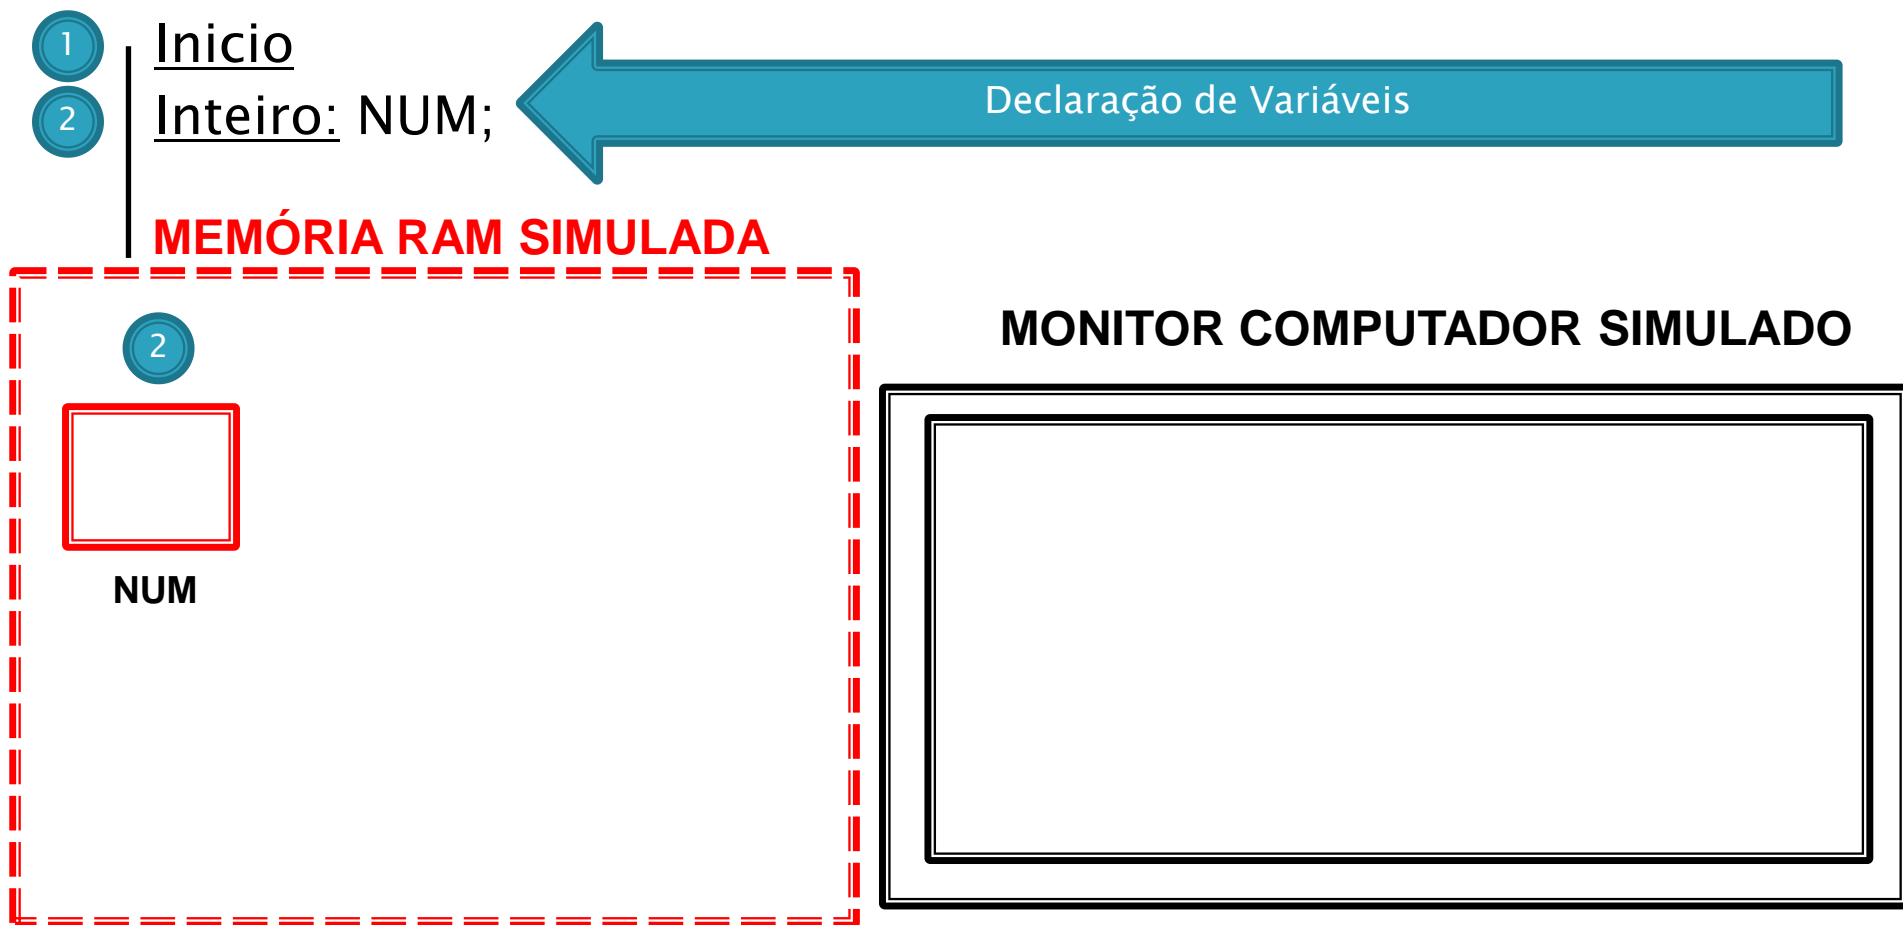 1 Inicio
2 Inteiro: NUM;
Declaração de Variáveis
MEMÓRIA RAM SIMULADA
2
NUM
MONITOR COMPUTADOR SIMULADO